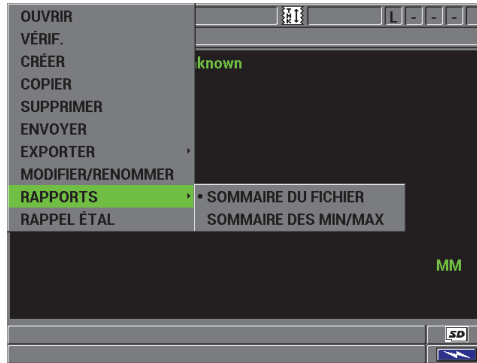 OUVRIR
L - - -
VÉRIF.
CRÉER
known
COPIER
SUPPRIMER
ENVOYER
EXPORTER
MODIFIER/RENOMMER
RAPPORTS
• SOMMAIRE DU FICHIER
RAPPEL ÉTAL
SOMMAIRE DES MIN/MAX
MM
SD